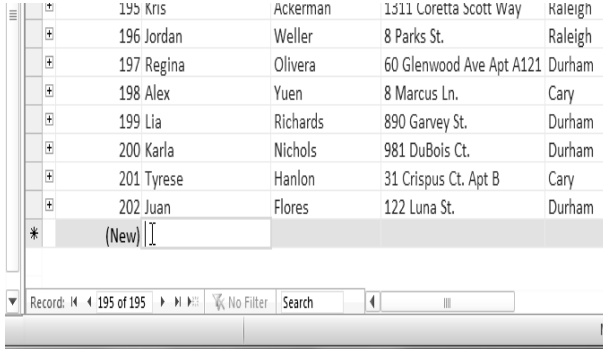 195 Kris Ackerman 1311 Coretta Scott Way Raleigh
196 Jordan Weller 8 Parks St. Raleigh
197 Regina Olivera 60 Glenwood Ave Apt A121 Durham
198 Alex Yuen 8 Marcus Ln. Cary
199 Lia Richards 890 Garvey St. Durham
200 Karla Nichols 981 DuBois Ct. Durham
201 Tyrese Hanlon 31 Crispus Ct. Apt B Cary
202 Juan Flores 122 Luna St. Durham
(New)
Record: 195 of 195 No Filter Search